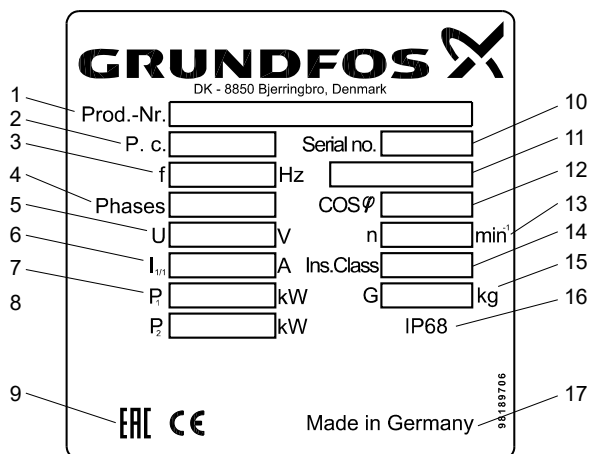 GRUNDFOS
DK - 8850 Bjerringbro, Denmark
1 Prod.-Nr.
2 P. c. Serial no. 10
3 f Hz 11
4 Phases COSφ 12
5 U V n min-1 13
6 I1/1 A Ins.Class 14
7 P1 kW G kg 15
8 P2 kW IP68 16
9 EAC CE Made in Germany 17
98189706